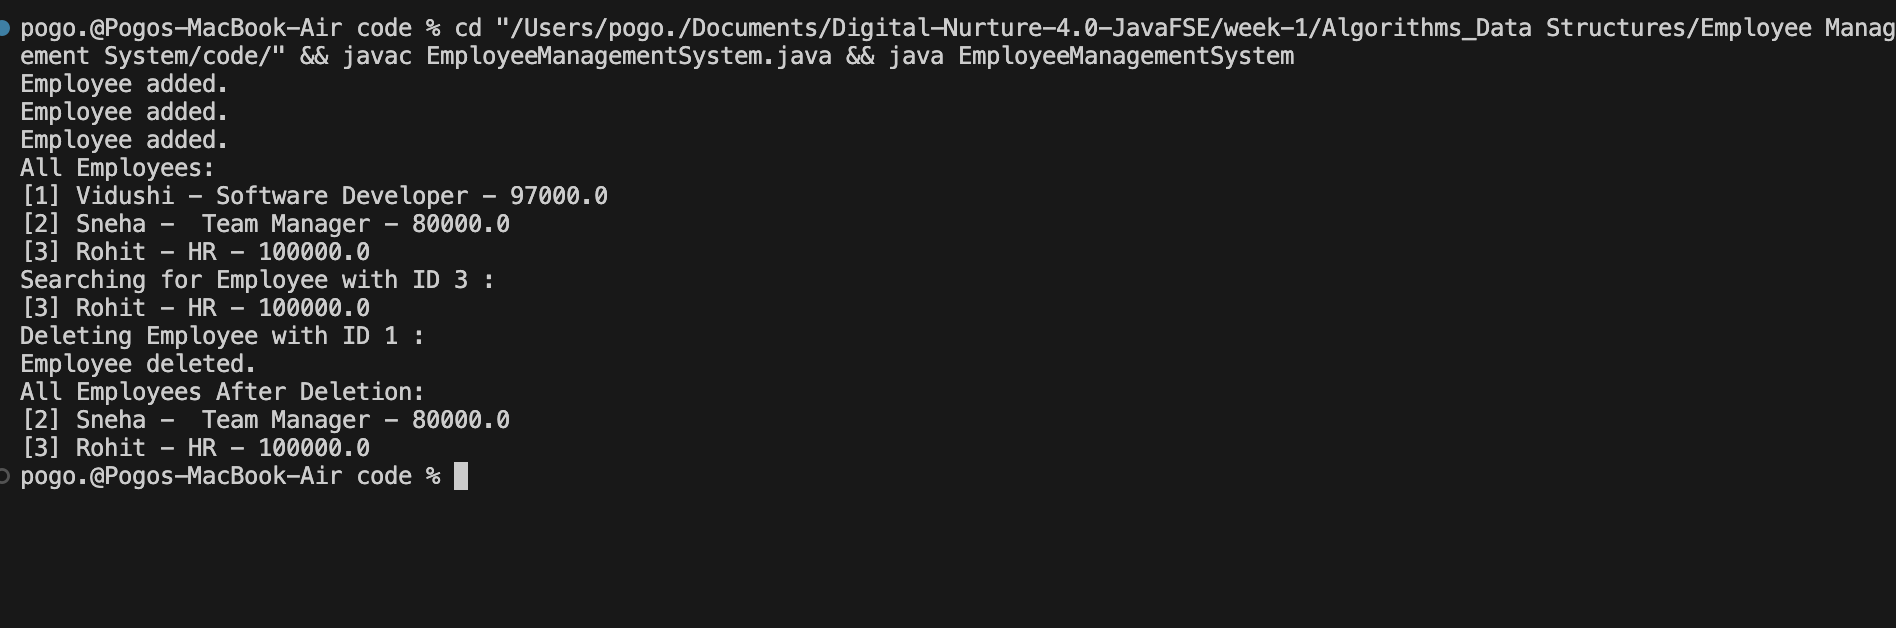 pogo.@Pogos-MacBook-Air code % cd "/Users/pogo./Documents/Digital-Nurture-4.0-JavaFSE/week-1/Algorithms_Data Structures/Employee Manag
ement System/code/" && javac EmployeeManagementSystem.java && java EmployeeManagementSystem
Employee added.
Employee added.
Employee added.
All Employees:
[1] Vidushi - Software Developer - 97000.0
[2] Sneha -  Team Manager - 80000.0
[3] Rohit - HR - 100000.0
Searching for Employee with ID 3 :
[3] Rohit - HR - 100000.0
Deleting Employee with ID 1 :
Employee deleted.
All Employees After Deletion:
[2] Sneha -  Team Manager - 80000.0
[3] Rohit - HR - 100000.0
pogo.@Pogos-MacBook-Air code %